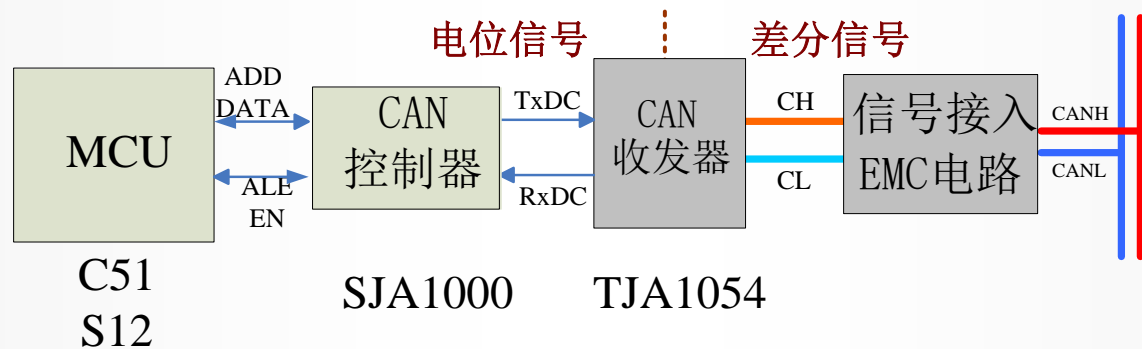 电位信号
差分信号
MCU
ADD
DATA
ALE
EN
CAN
控制器
TxDC
RxDC
CAN
收发器
CH
CL
信号接入
EMC电路
CANH
CANL
C51
S12
SJA1000
TJA1054